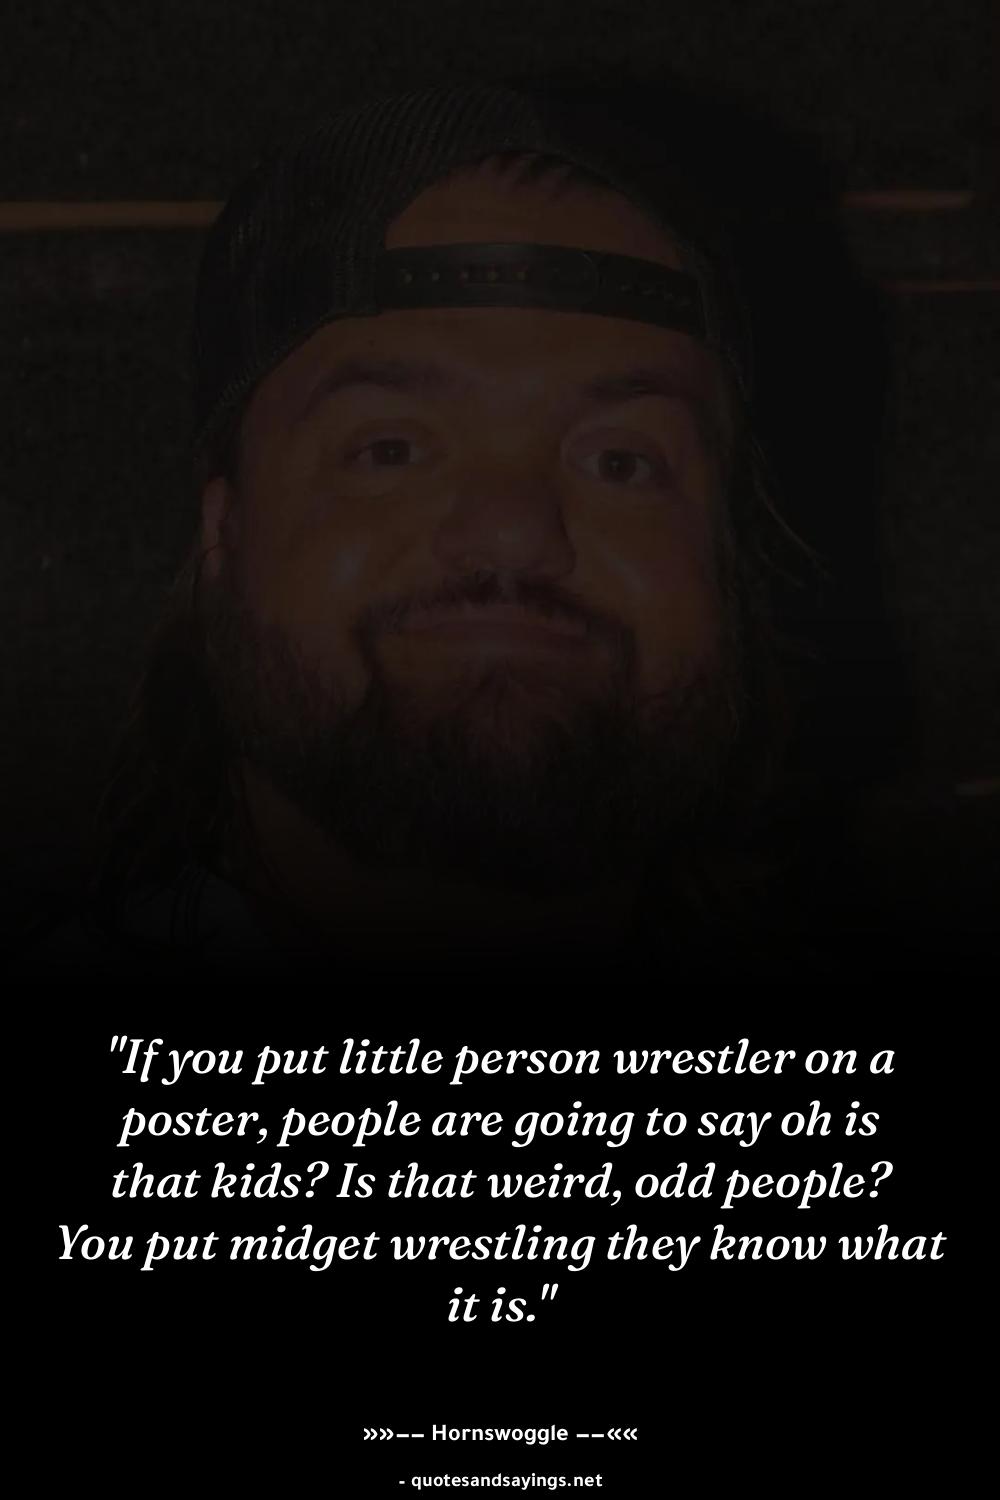 "If you put little person wrestler on a
poster, people are going to say oh is
that kids? Is that weird, odd people?
You put midget wrestling they know what
it is."
»»–– Hornswoggle ––««
- quotesandsayings.net